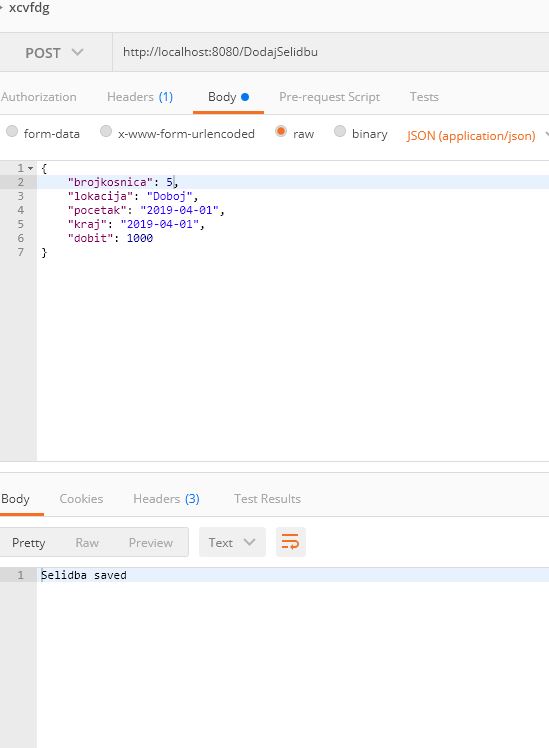 xcvfdg
POST http://localhost:8080/DodajSelidbu
Authorization Headers (1) Body Pre-request Script Tests
form-data x-www-form-urlencoded raw binary JSON (application/json)
1 {
2 "brojkosnica": 5,
3 "lokacija": "Doboj",
4 "pocetak": "2019-04-01",
5 "kraj": "2019-04-01",
6 "dobit": 1000
7 }
Body Cookies Headers (3) Test Results
Pretty Raw Preview Text
1 Selidba saved